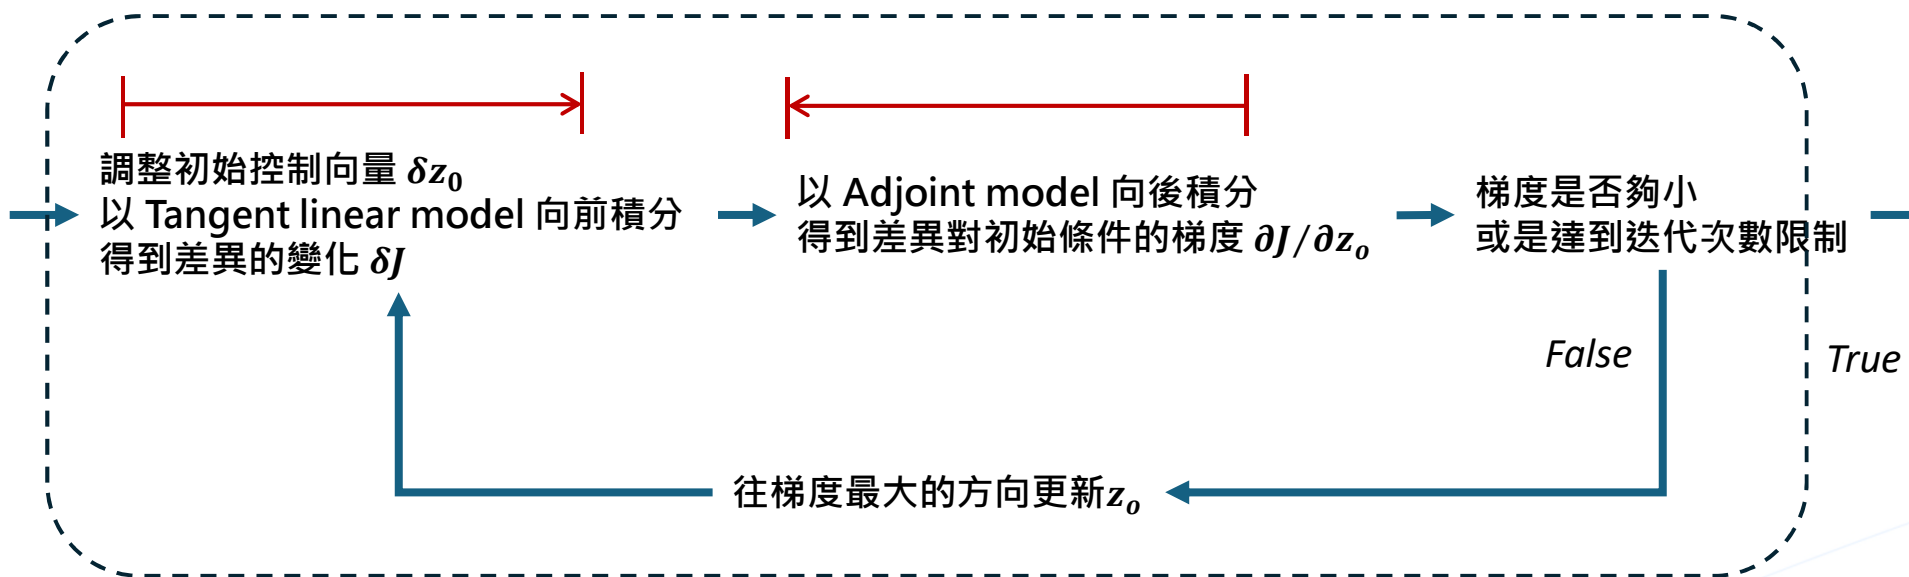 調整初始控制向量 δz₀
以 Tangent linear model 向前積分
得到差異的變化 δJ
以 Adjoint model 向後積分
得到差異對初始條件的梯度 ∂J/∂zₒ
梯度是否夠小
或是達到迭代次數限制
False
True
往梯度最大的方向更新zₒ